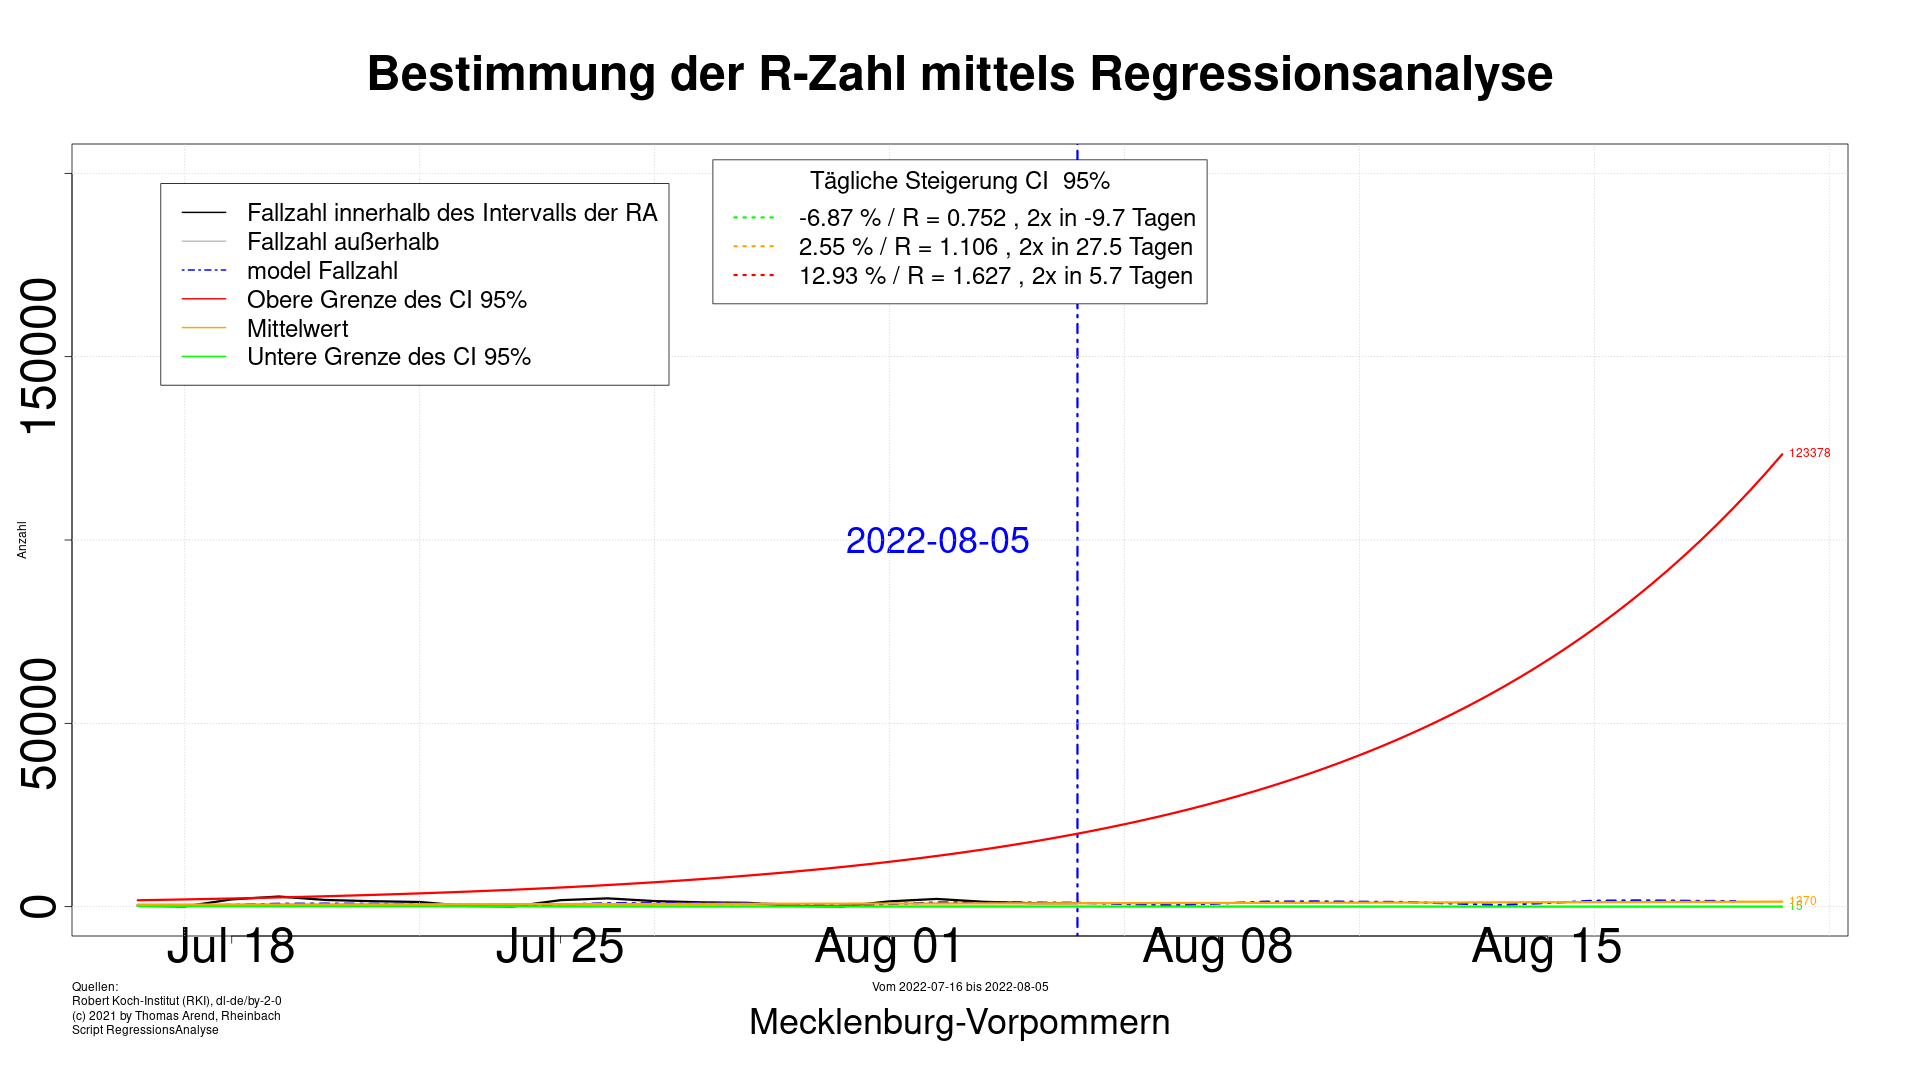 Bestimmung der R-Zahl mittels Regressionsanalyse
Fallzahl innerhalb des Intervalls der RA
Fallzahl außerhalb
model Fallzahl
Obere Grenze des CI 95%
Mittelwert
Untere Grenze des CI 95%
Tägliche Steigerung CI  95%
-6.87 % / R = 0.752 , 2x in -9.7 Tagen
2.55 % / R = 1.106 , 2x in 27.5 Tagen
12.93 % / R = 1.627 , 2x in 5.7 Tagen
150000
50000
0
Anzahl
2022-08-05
123378
1370
15
Jul 18
Jul 25
Aug 01
Aug 08
Aug 15
Quellen:
Robert Koch-Institut (RKI), dl-de/by-2-0
(c) 2021 by Thomas Arend, Rheinbach
Script RegressionsAnalyse
Vom 2022-07-16 bis 2022-08-05
Mecklenburg-Vorpommern